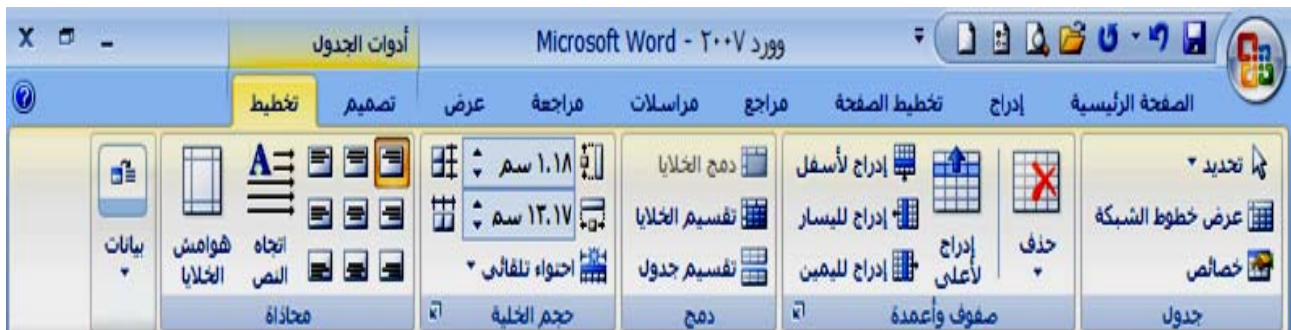 وورد ٢٠٠٧ - Microsoft Word
أدوات الجدول
الصفحة الرئيسية
إدراج
تخطيط الصفحة
مراجع
مراسلات
مراجعة
عرض
تصميم
تخطيط
تحديد
عرض خطوط الشبكة
خصائص
جدول
حذف
إدراج
لأعلى
إدراج لأسفل
إدراج لليسار
إدراج لليمين
صفوف وأعمدة
دمج الخلايا
تقسيم الخلايا
تقسيم جدول
دمج
١.١٨ سم
١٣.١٧ سم
احتواء تلقائي
حجم الخلية
اتجاه
النص
هوامش
الخلايا
محاذاة
بيانات